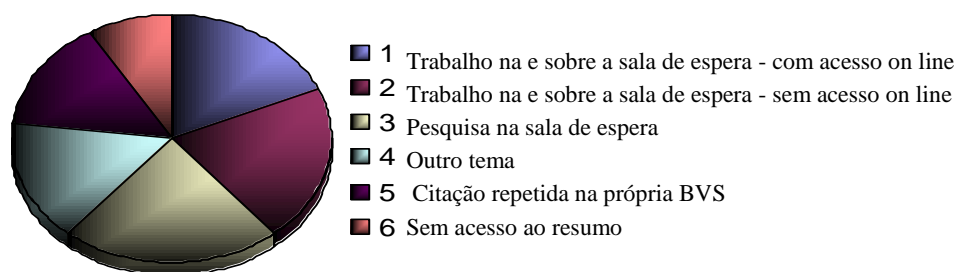 1 Trabalho na e sobre a sala de espera - com acesso on line
2 Trabalho na e sobre a sala de espera - sem acesso on line
3 Pesquisa na sala de espera
4 Outro tema
5 Citação repetida na própria BVS
6 Sem acesso ao resumo